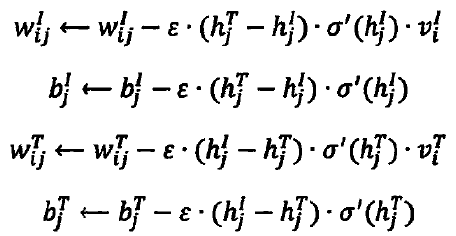 w_{ij}^{I} ← w_{ij}^{I} − ε · (h_{j}^{T} − h_{j}^{I}) · σ′(h_{j}^{I}) · v_{i}^{I}
b_{j}^{I} ← b_{j}^{I} − ε · (h_{j}^{T} − h_{j}^{I}) · σ′(h_{j}^{I})
w_{ij}^{T} ← w_{ij}^{T} − ε · (h_{j}^{I} − h_{j}^{T}) · σ′(h_{j}^{T}) · v_{i}^{T}
b_{j}^{T} ← b_{j}^{T} − ε · (h_{j}^{I} − h_{j}^{T}) · σ′(h_{j}^{T})